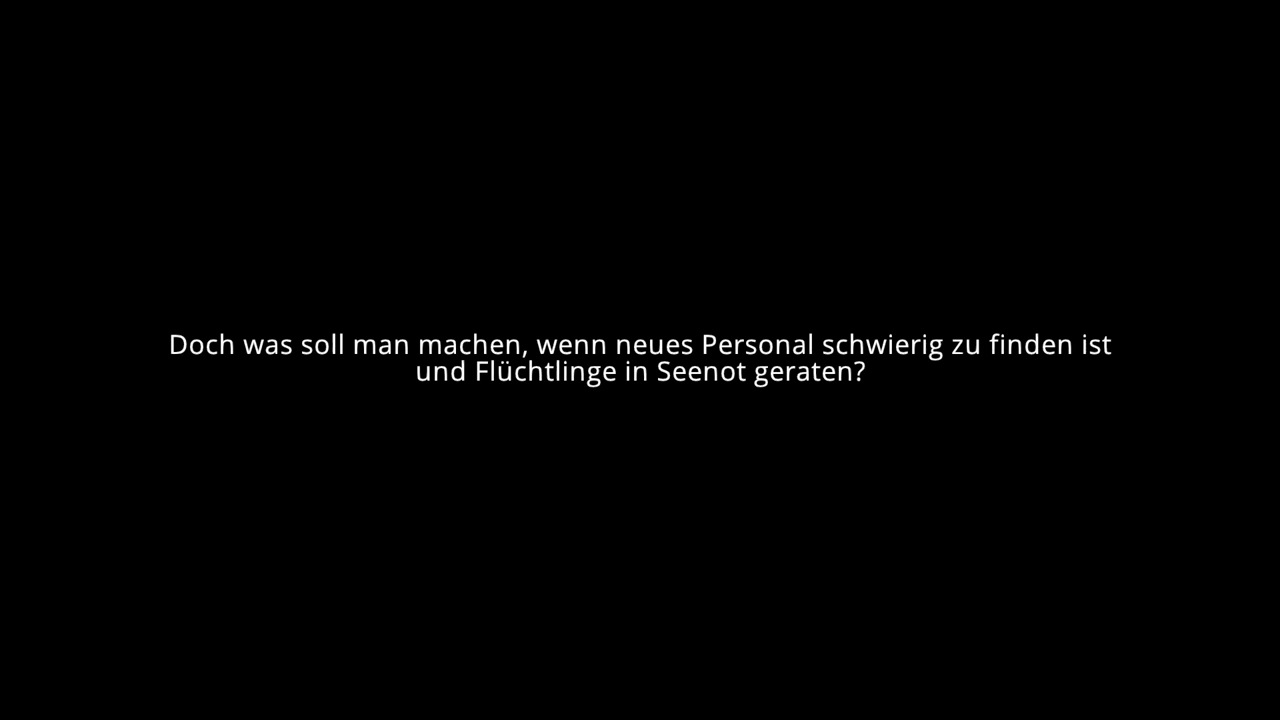 Doch was soll man machen, wenn neues Personal schwierig zu finden ist
und Flüchtlinge in Seenot geraten?